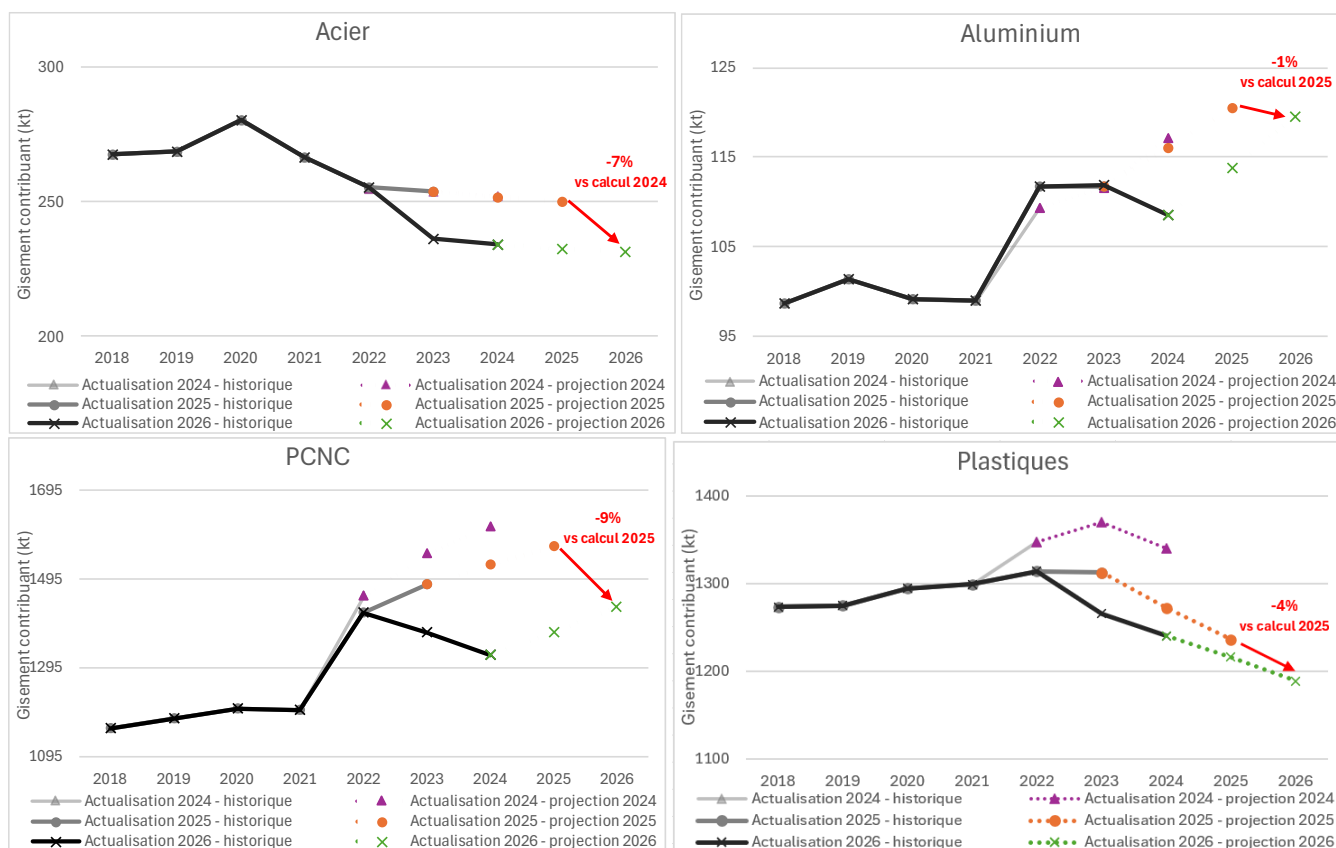 Acier
300
250
200
Gisement contribuant (kt)
-7%
vs calcul 2024
2018 2019 2020 2021 2022 2023 2024 2025 2026
Actualisation 2024 - historique Actualisation 2024 - projection 2024
Actualisation 2025 - historique Actualisation 2025 - projection 2025
Actualisation 2026 - historique Actualisation 2026 - projection 2026
Aluminium
125
115
105
95
Gisement contribuant (kt)
-1%
vs calcul 2025
2018 2019 2020 2021 2022 2023 2024 2025 2026
Actualisation 2024 - historique Actualisation 2024 - projection 2024
Actualisation 2025 - historique Actualisation 2025 - projection 2025
Actualisation 2026 - historique Actualisation 2026 - projection 2026
PCNC
1695
1495
1295
1095
Gisement contribuant (kt)
-9%
vs calcul 2025
2018 2019 2020 2021 2022 2023 2024 2025 2026
Actualisation 2024 - historique Actualisation 2024 - projection 2024
Actualisation 2025 - historique Actualisation 2025 - projection 2025
Actualisation 2026 - historique Actualisation 2026 - projection 2026
Plastiques
1400
1300
1200
1100
Gisement contribuant (kt)
-4%
vs calcul 2025
2018 2019 2020 2021 2022 2023 2024 2025 2026
Actualisation 2024 - historique Actualisation 2024 - projection 2024
Actualisation 2025 - historique Actualisation 2025 - projection 2025
Actualisation 2026 - historique Actualisation 2026 - projection 2026